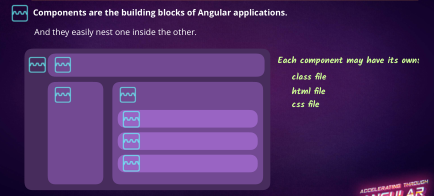 Components are the building blocks of Angular applications.
And they easily nest one inside the other.
Each component may have its own:
class file
html file
css file
ACCELERATING THROUGH
ANGULAR